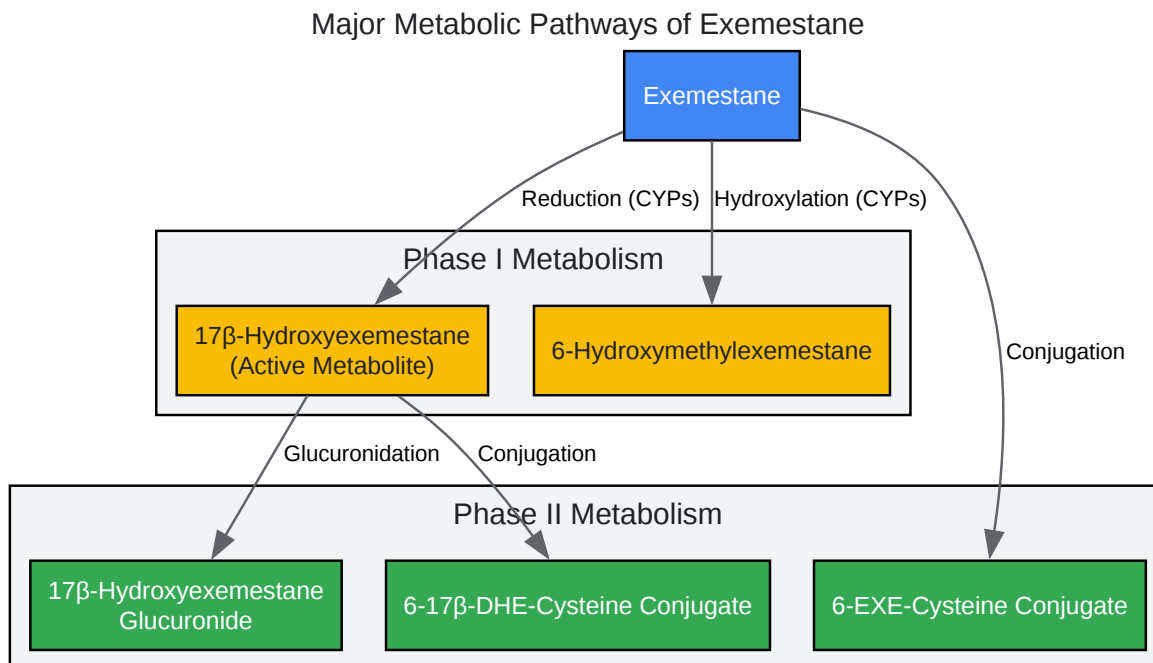 Major Metabolic Pathways of Exemestane
Exemestane
Reduction (CYPs)
Hydroxylation (CYPs)
Phase I Metabolism
17β-Hydroxyexemestane
(Active Metabolite)
6-Hydroxymethylexemestane
Conjugation
Glucuronidation
Conjugation
Phase II Metabolism
17β-Hydroxyexemestane
Glucuronide
6-17β-DHE-Cysteine Conjugate
6-EXE-Cysteine Conjugate